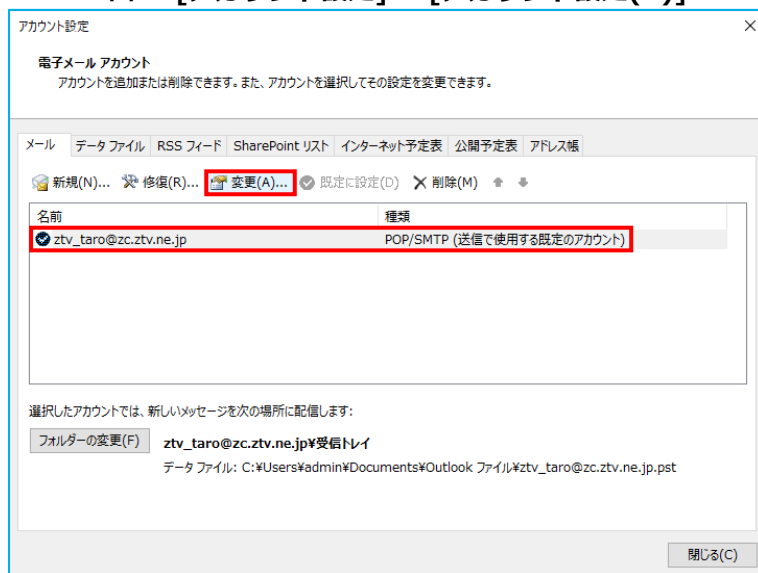 アカウント設定
電子メール アカウント
アカウントを追加または削除できます。また、アカウントを選択してその設定を変更できます。
メール データ ファイル RSS フィード SharePoint リスト インターネット予定表 公開予定表 アドレス帳
新規(N)... 修復(R)... 変更(A)... 既定に設定(D) 削除(M)
名前 種類
ztv_taro@zc.ztv.ne.jp POP/SMTP (送信で使用する既定のアカウント)
選択したアカウントでは、新しいメッセージを次の場所に配信します:
フォルダーの変更(F) ztv_taro@zc.ztv.ne.jp¥受信トレイ
データ ファイル: C:¥Users¥admin¥Documents¥Outlook ファイル¥ztv_taro@zc.ztv.ne.jp.pst
閉じる(C)